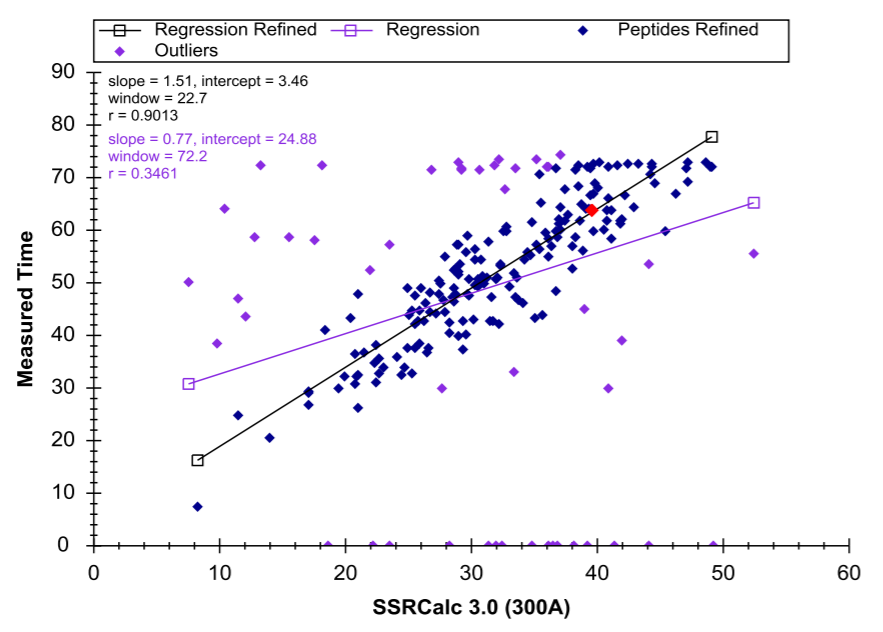 Regression Refined Regression Peptides Refined
Outliers
90
80
70
60
50
40
30
20
10
0
Measured Time
slope = 1.51, intercept = 3.46
window = 22.7
r = 0.9013
slope = 0.77, intercept = 24.88
window = 72.2
r = 0.3461
0 10 20 30 40 50 60
SSRCalc 3.0 (300A)